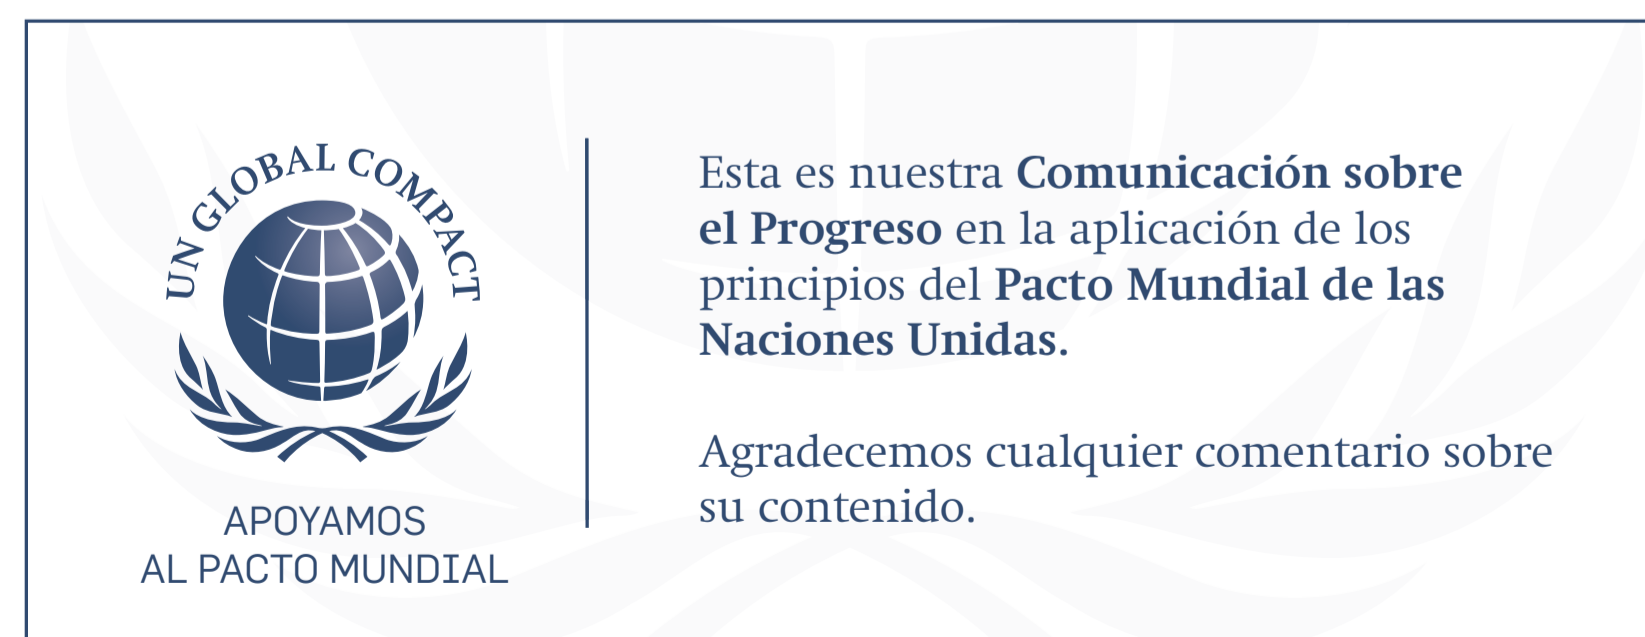 UN GLOBAL COMPACT
APOYAMOS
AL PACTO MUNDIAL
Esta es nuestra Comunicación sobre
el Progreso en la aplicación de los
principios del Pacto Mundial de las
Naciones Unidas.
Agradecemos cualquier comentario sobre
su contenido.